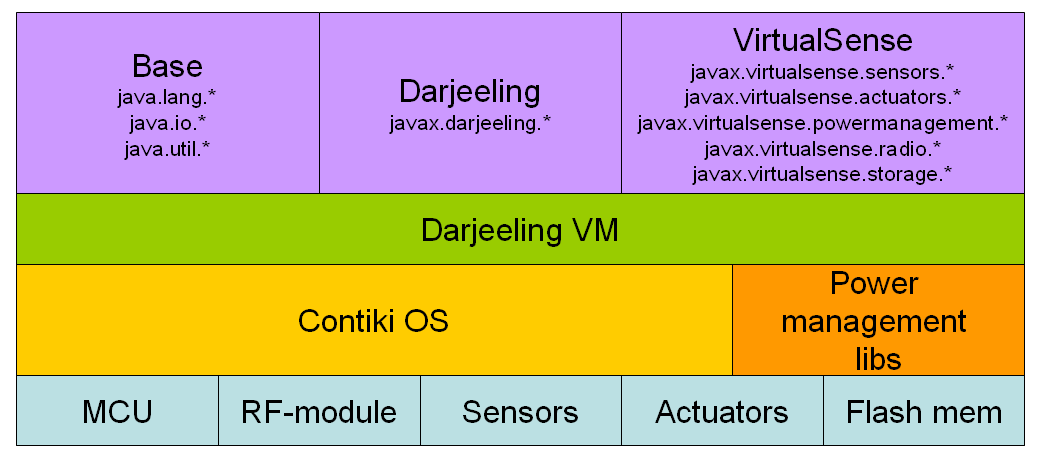 Base
java.lang.*
java.io.*
java.util.*
Darjeeling
javax.darjeeling.*
VirtualSense
javax.virtualsense.sensors.*
javax.virtualsense.actuators.*
javax.virtualsense.powermanagement.*
javax.virtualsense.radio.*
javax.virtualsense.storage.*
Darjeeling VM
Contiki OS
Power
management
libs
MCU
RF-module
Sensors
Actuators
Flash mem